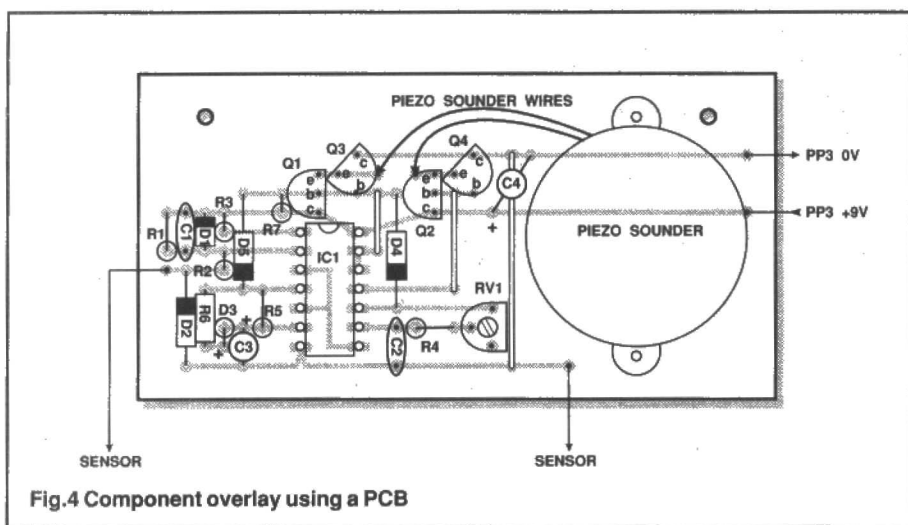 PIEZO SOUNDER WIRES
Q1
Q3
Q4
e
b
c
c
e
b
e
b
c
c
e
b
C4
+
PP3 0V
PP3 +9V
R3
R7
R1
C1
D1
D5
R2
IC1
Q2
D4
PIEZO SOUNDER
RV1
D2
R6
D3
+
+
C3
R5
C2
R4
SENSOR
SENSOR
Fig.4 Component overlay using a PCB